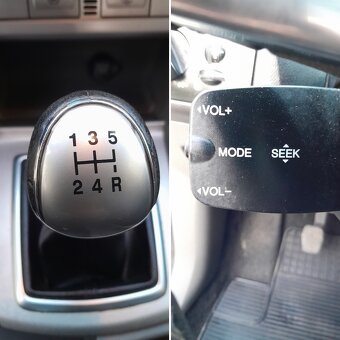 1 3 5
2 4 R
VOL+
MODE SEEK
VOL-